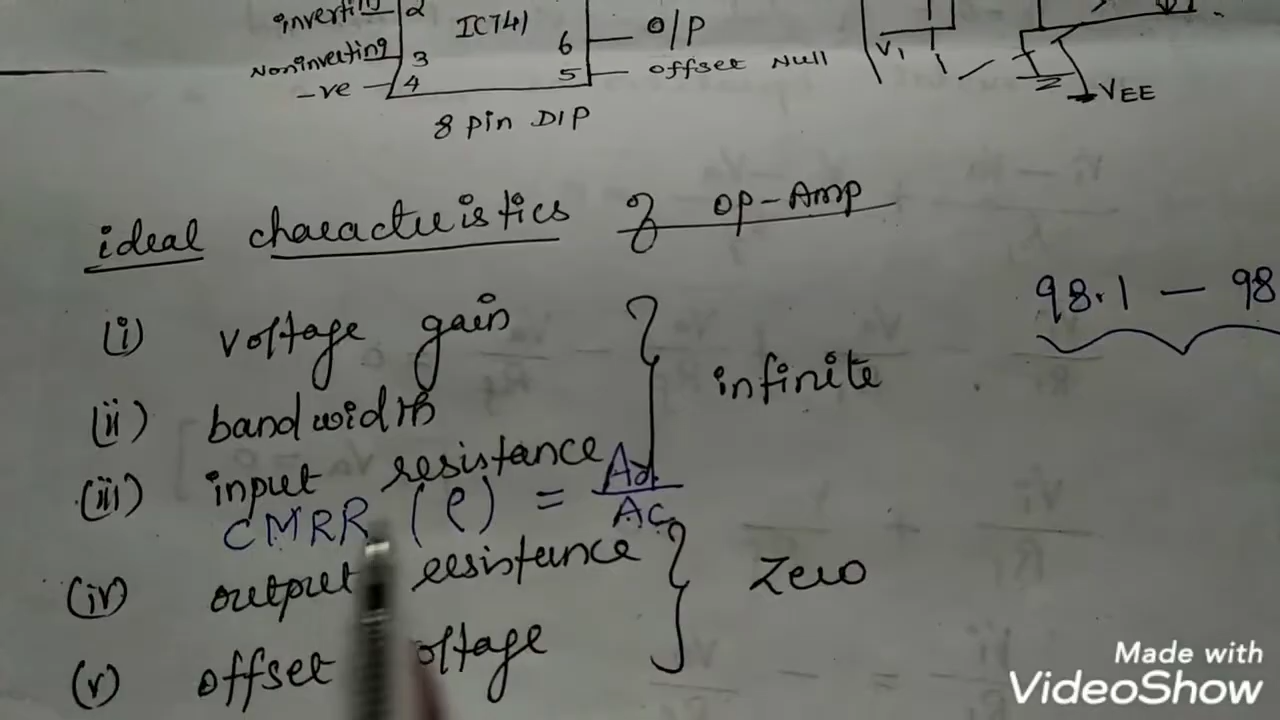 inverting 2 IC741
6 O/P
Noninverting 3
5 offset Null
-ve 4
8 pin DIP
V1
VEE
ideal characteristics of op-Amp
98.1 - 98
(i) voltage gain
infinite
(ii) bandwidth
(iii) input resistance
CMRR (ρ) = Ad/Ac
(iv) output resistance
zero
(v) offset voltage
Made with
VideoShow